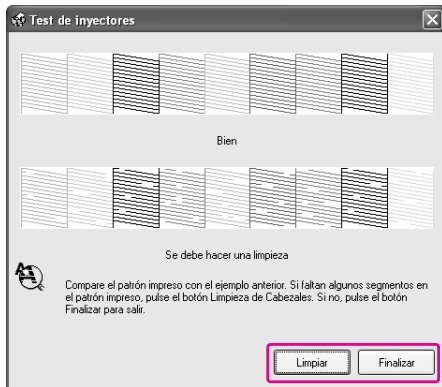 Test de inyectores
Bien
Se debe hacer una limpieza
Compare el patrón impreso con el ejemplo anterior. Si faltan algunos segmentos en
el patrón impreso, pulse el botón Limpieza de Cabezales. Si no, pulse el botón
Finalizar para salir.
Limpiar
Finalizar